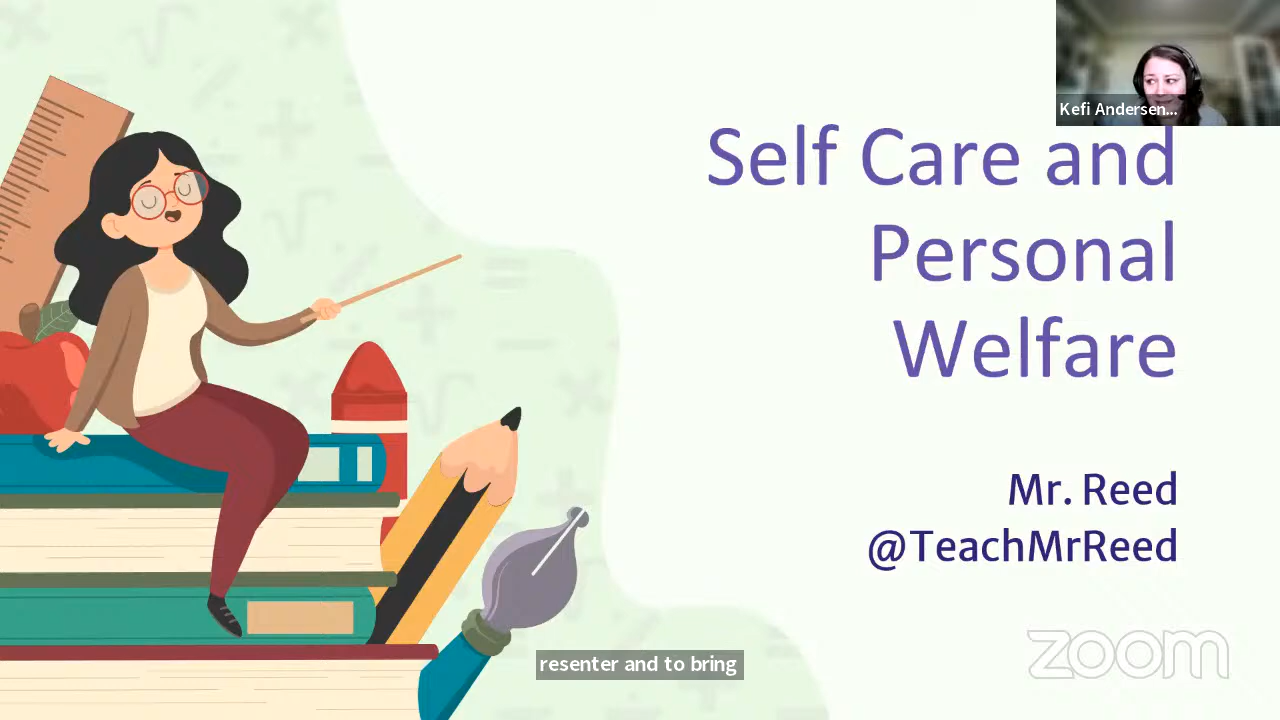 Kefi Andersen...
Self Care and
Personal
Welfare
Mr. Reed
@TeachMrReed
zoom
resenter and to bring